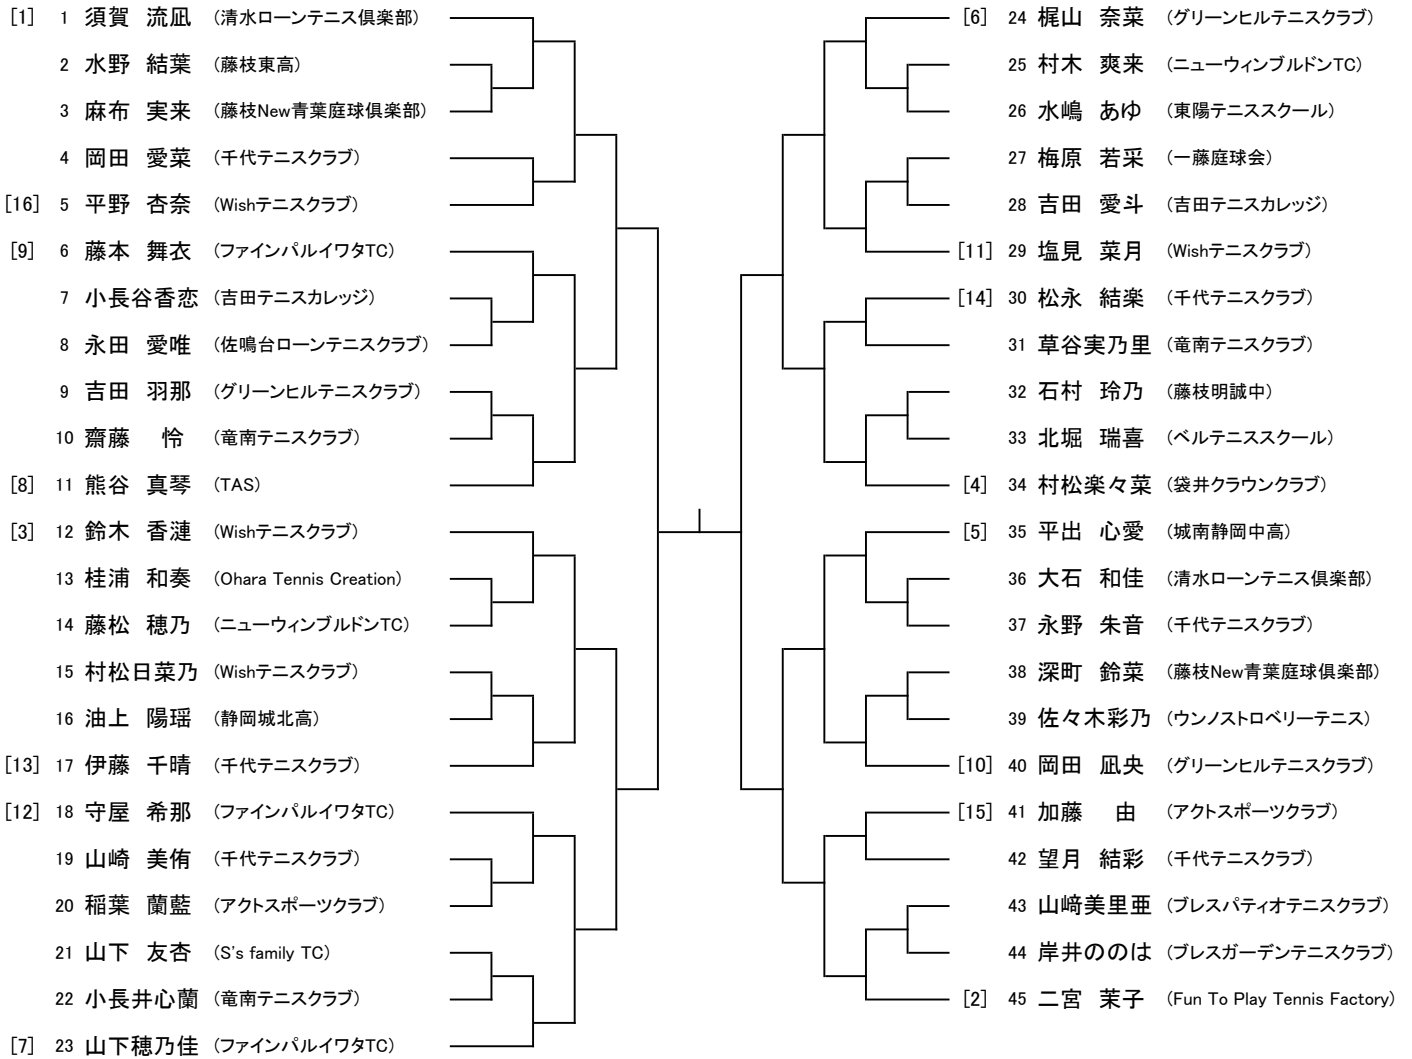 [1] 1 須賀 流凪 (清水ローンテニス倶楽部)
2 水野 結葉 (藤枝東高)
3 麻布 実来 (藤枝New青葉庭球倶楽部)
4 岡田 愛菜 (千代テニスクラブ)
[16] 5 平野 杏奈 (Wishテニスクラブ)
[9] 6 藤本 舞衣 (ファインパルイワタTC)
7 小長谷香恋 (吉田テニスカレッジ)
8 永田 愛唯 (佐鳴台ローンテニスクラブ)
9 吉田 羽那 (グリーンヒルテニスクラブ)
10 齋藤 怜 (竜南テニスクラブ)
[8] 11 熊谷 真琴 (TAS)
[3] 12 鈴木 香漣 (Wishテニスクラブ)
13 桂浦 和奏 (Ohara Tennis Creation)
14 藤松 穂乃 (ニューウィンブルドンTC)
15 村松日菜乃 (Wishテニスクラブ)
16 油上 陽瑶 (静岡城北高)
[13] 17 伊藤 千晴 (千代テニスクラブ)
[12] 18 守屋 希那 (ファインパルイワタTC)
19 山崎 美侑 (千代テニスクラブ)
20 稲葉 蘭藍 (アクトスポーツクラブ)
21 山下 友杏 (S's family TC)
22 小長井心蘭 (竜南テニスクラブ)
[7] 23 山下穂乃佳 (ファインパルイワタTC)
[6] 24 梶山 奈菜 (グリーンヒルテニスクラブ)
25 村木 爽来 (ニューウィンブルドンTC)
26 水嶋 あゆ (東陽テニススクール)
27 梅原 若采 (一藤庭球会)
28 吉田 愛斗 (吉田テニスカレッジ)
[11] 29 塩見 菜月 (Wishテニスクラブ)
[14] 30 松永 結楽 (千代テニスクラブ)
31 草谷実乃里 (竜南テニスクラブ)
32 石村 玲乃 (藤枝明誠中)
33 北堀 瑞喜 (ベルテニススクール)
[4] 34 村松楽々菜 (袋井クラウンクラブ)
[5] 35 平出 心愛 (城南静岡中高)
36 大石 和佳 (清水ローンテニス倶楽部)
37 永野 朱音 (千代テニスクラブ)
38 深町 鈴菜 (藤枝New青葉庭球倶楽部)
39 佐々木彩乃 (ウンノストロベリーテニス)
[10] 40 岡田 凪央 (グリーンヒルテニスクラブ)
[15] 41 加藤 由 (アクトスポーツクラブ)
42 望月 結彩 (千代テニスクラブ)
43 山﨑美里亜 (ブレスパティオテニスクラブ)
44 岸井ののは (ブレスガーデンテニスクラブ)
[2] 45 二宮 茉子 (Fun To Play Tennis Factory)